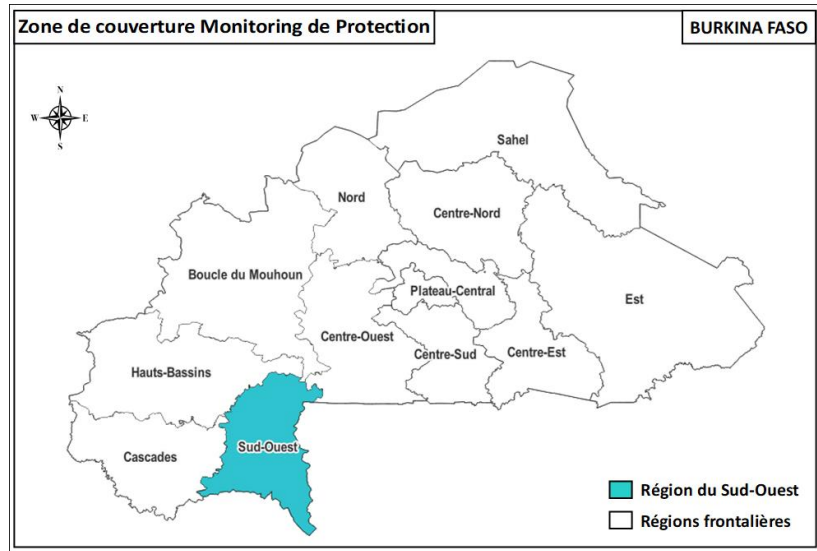 Zone de couverture Monitoring de Protection
BURKINA FASO
N
W
E
S
Sahel
Nord
Centre-Nord
Boucle du Mouhoun
Plateau-Central
Est
Centre-Ouest
Centre-Sud
Centre-Est
Hauts-Bassins
Sud-Ouest
Cascades
Région du Sud-Ouest
Régions frontalières